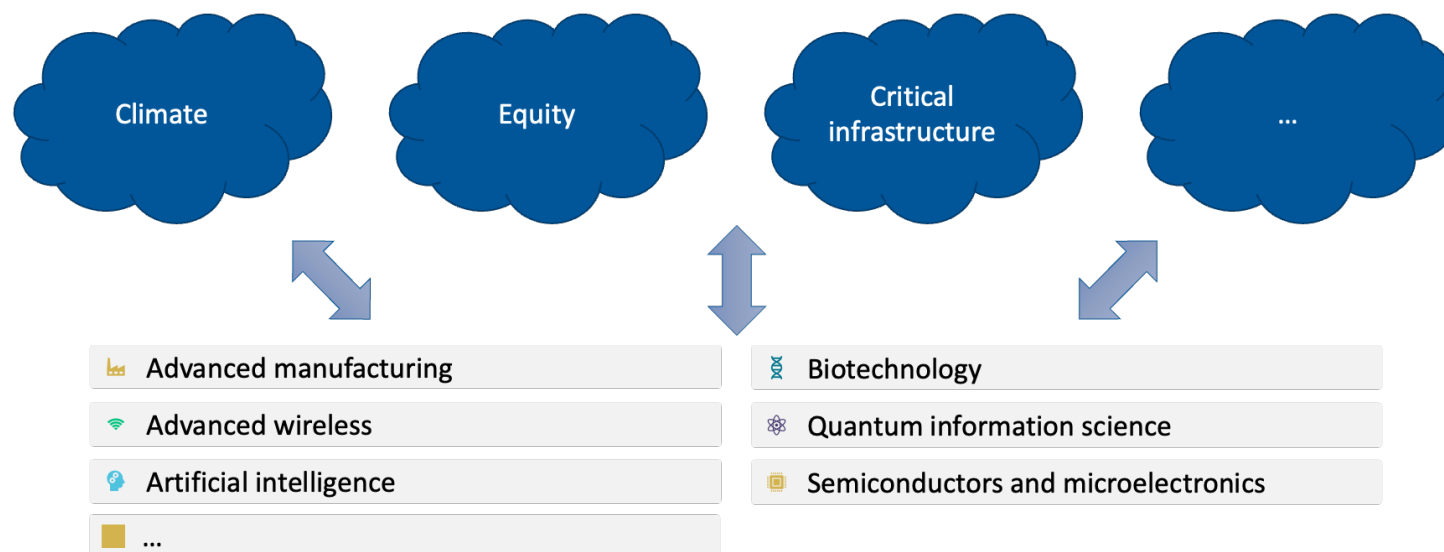 Climate
Equity
Critical
infrastructure
...
Advanced manufacturing
Biotechnology
Advanced wireless
Quantum information science
Artificial intelligence
Semiconductors and microelectronics
...